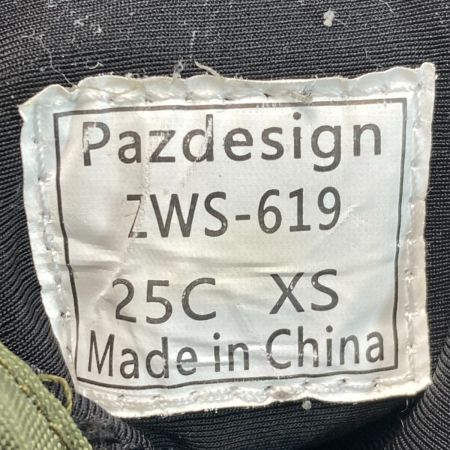 Pazdesign
ZWS-619
25C XS
Made in China